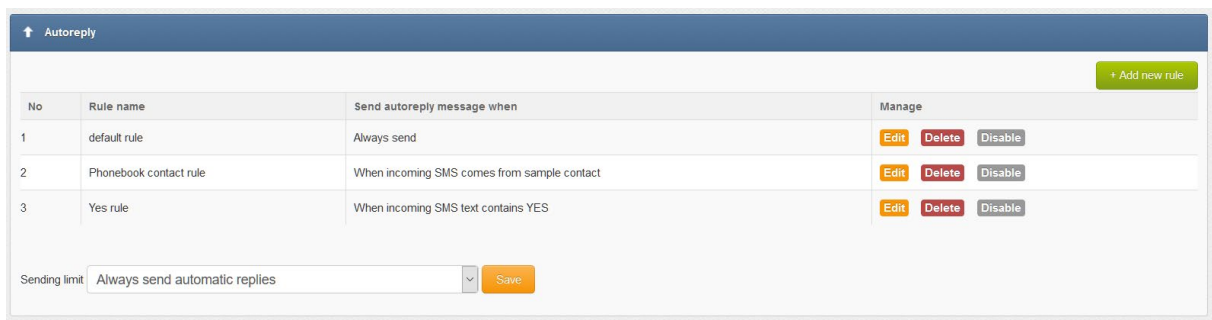 Autoreply
+ Add new rule
No Rule name Send autoreply message when Manage
1 default rule Always send Edit Delete Disable
2 Phonebook contact rule When incoming SMS comes from sample contact Edit Delete Disable
3 Yes rule When incoming SMS text contains YES Edit Delete Disable
Sending limit Always send automatic replies Save